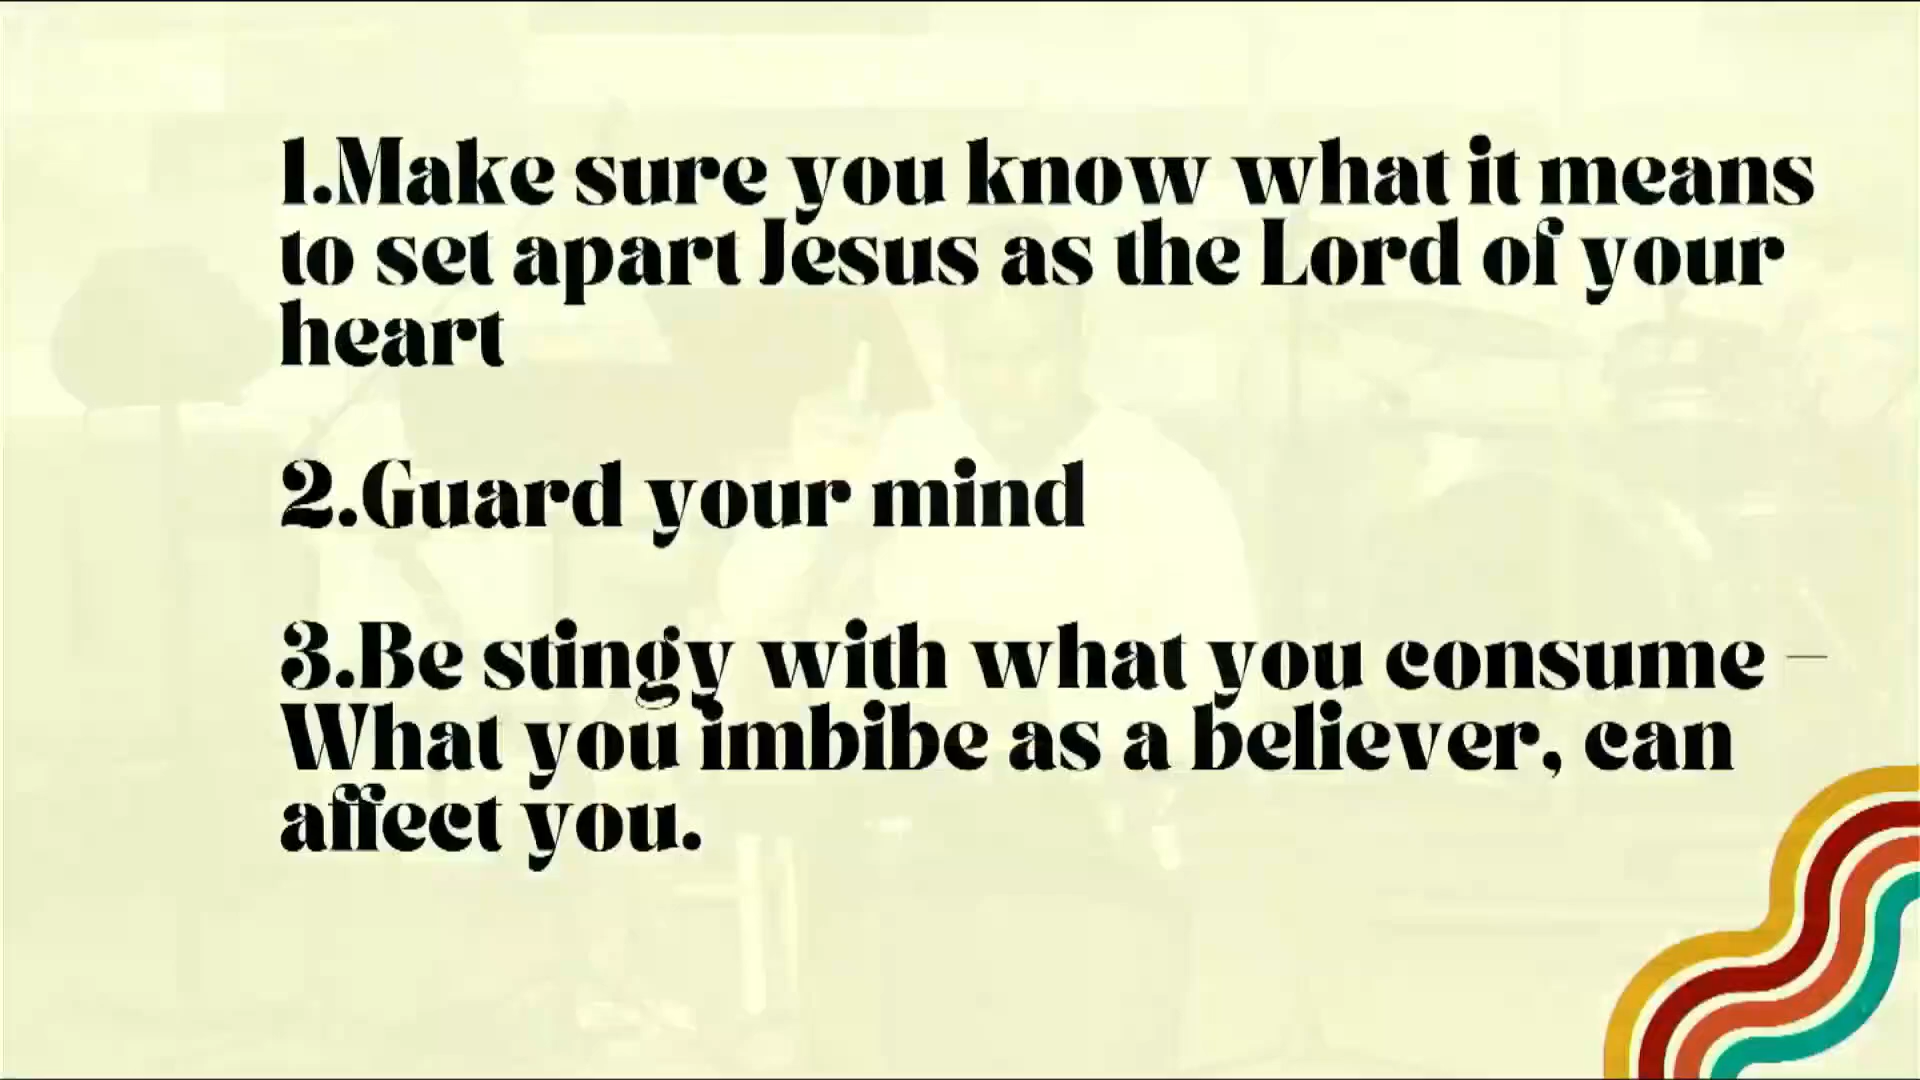 1.Make sure you know what it means
to set apart Jesus as the Lord of your
heart
2.Guard your mind
3.Be stingy with what you consume –
What you imbibe as a believer, can
affect you.